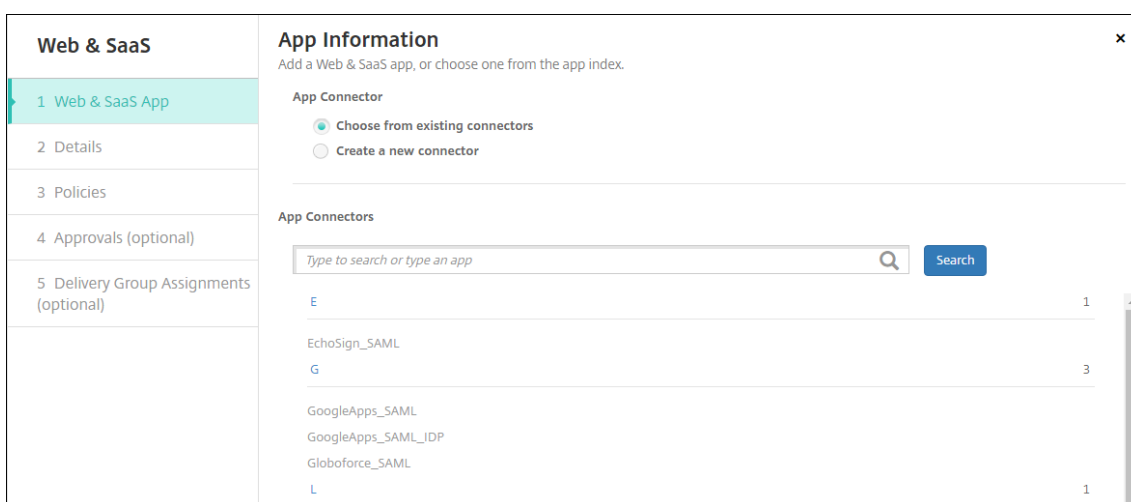 Web & SaaS
1 Web & SaaS App
2 Details
3 Policies
4 Approvals (optional)
5 Delivery Group Assignments
(optional)
App Information
Add a Web & SaaS app, or choose one from the app index.
App Connector
Choose from existing connectors
Create a new connector
App Connectors
Type to search or type an app
Search
E 1
EchoSign_SAML
G 3
GoogleApps_SAML
GoogleApps_SAML_IDP
Globoforce_SAML
L 1